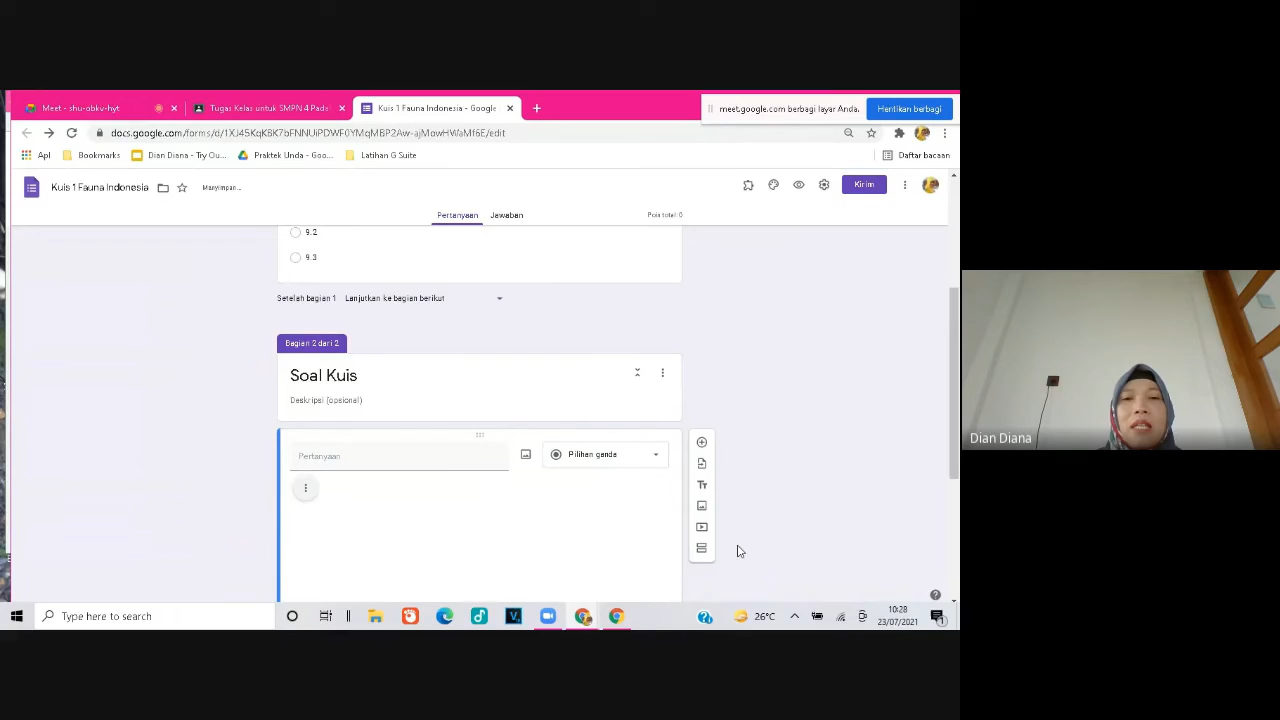 Meet - shu-obkv-hyt
Tugas Kelas untuk SMPN 4 Pada
Kuis 1 Fauna Indonesia - Google
meet.google.com berbagi layar Anda.
Hentikan berbagi
Apl
Bookmarks
Dian Diana - Try Ou...
Praktek Unda - Goo...
Latihan G Suite
Daftar bacaan
Kuis 1 Fauna Indonesia
Menyimpan...
Kirim
Pertanyaan
Jawaban
Poin total: 0
9.2
9.3
Setelah bagian 1
Lanjutkan ke bagian berikut
Bagian 2 dari 2
Soal Kuis
Deskripsi (opsional)
Pertanyaan
Pilihan ganda
Tт
Dian Diana
Type here to search
26°C
10:28
23/07/2021